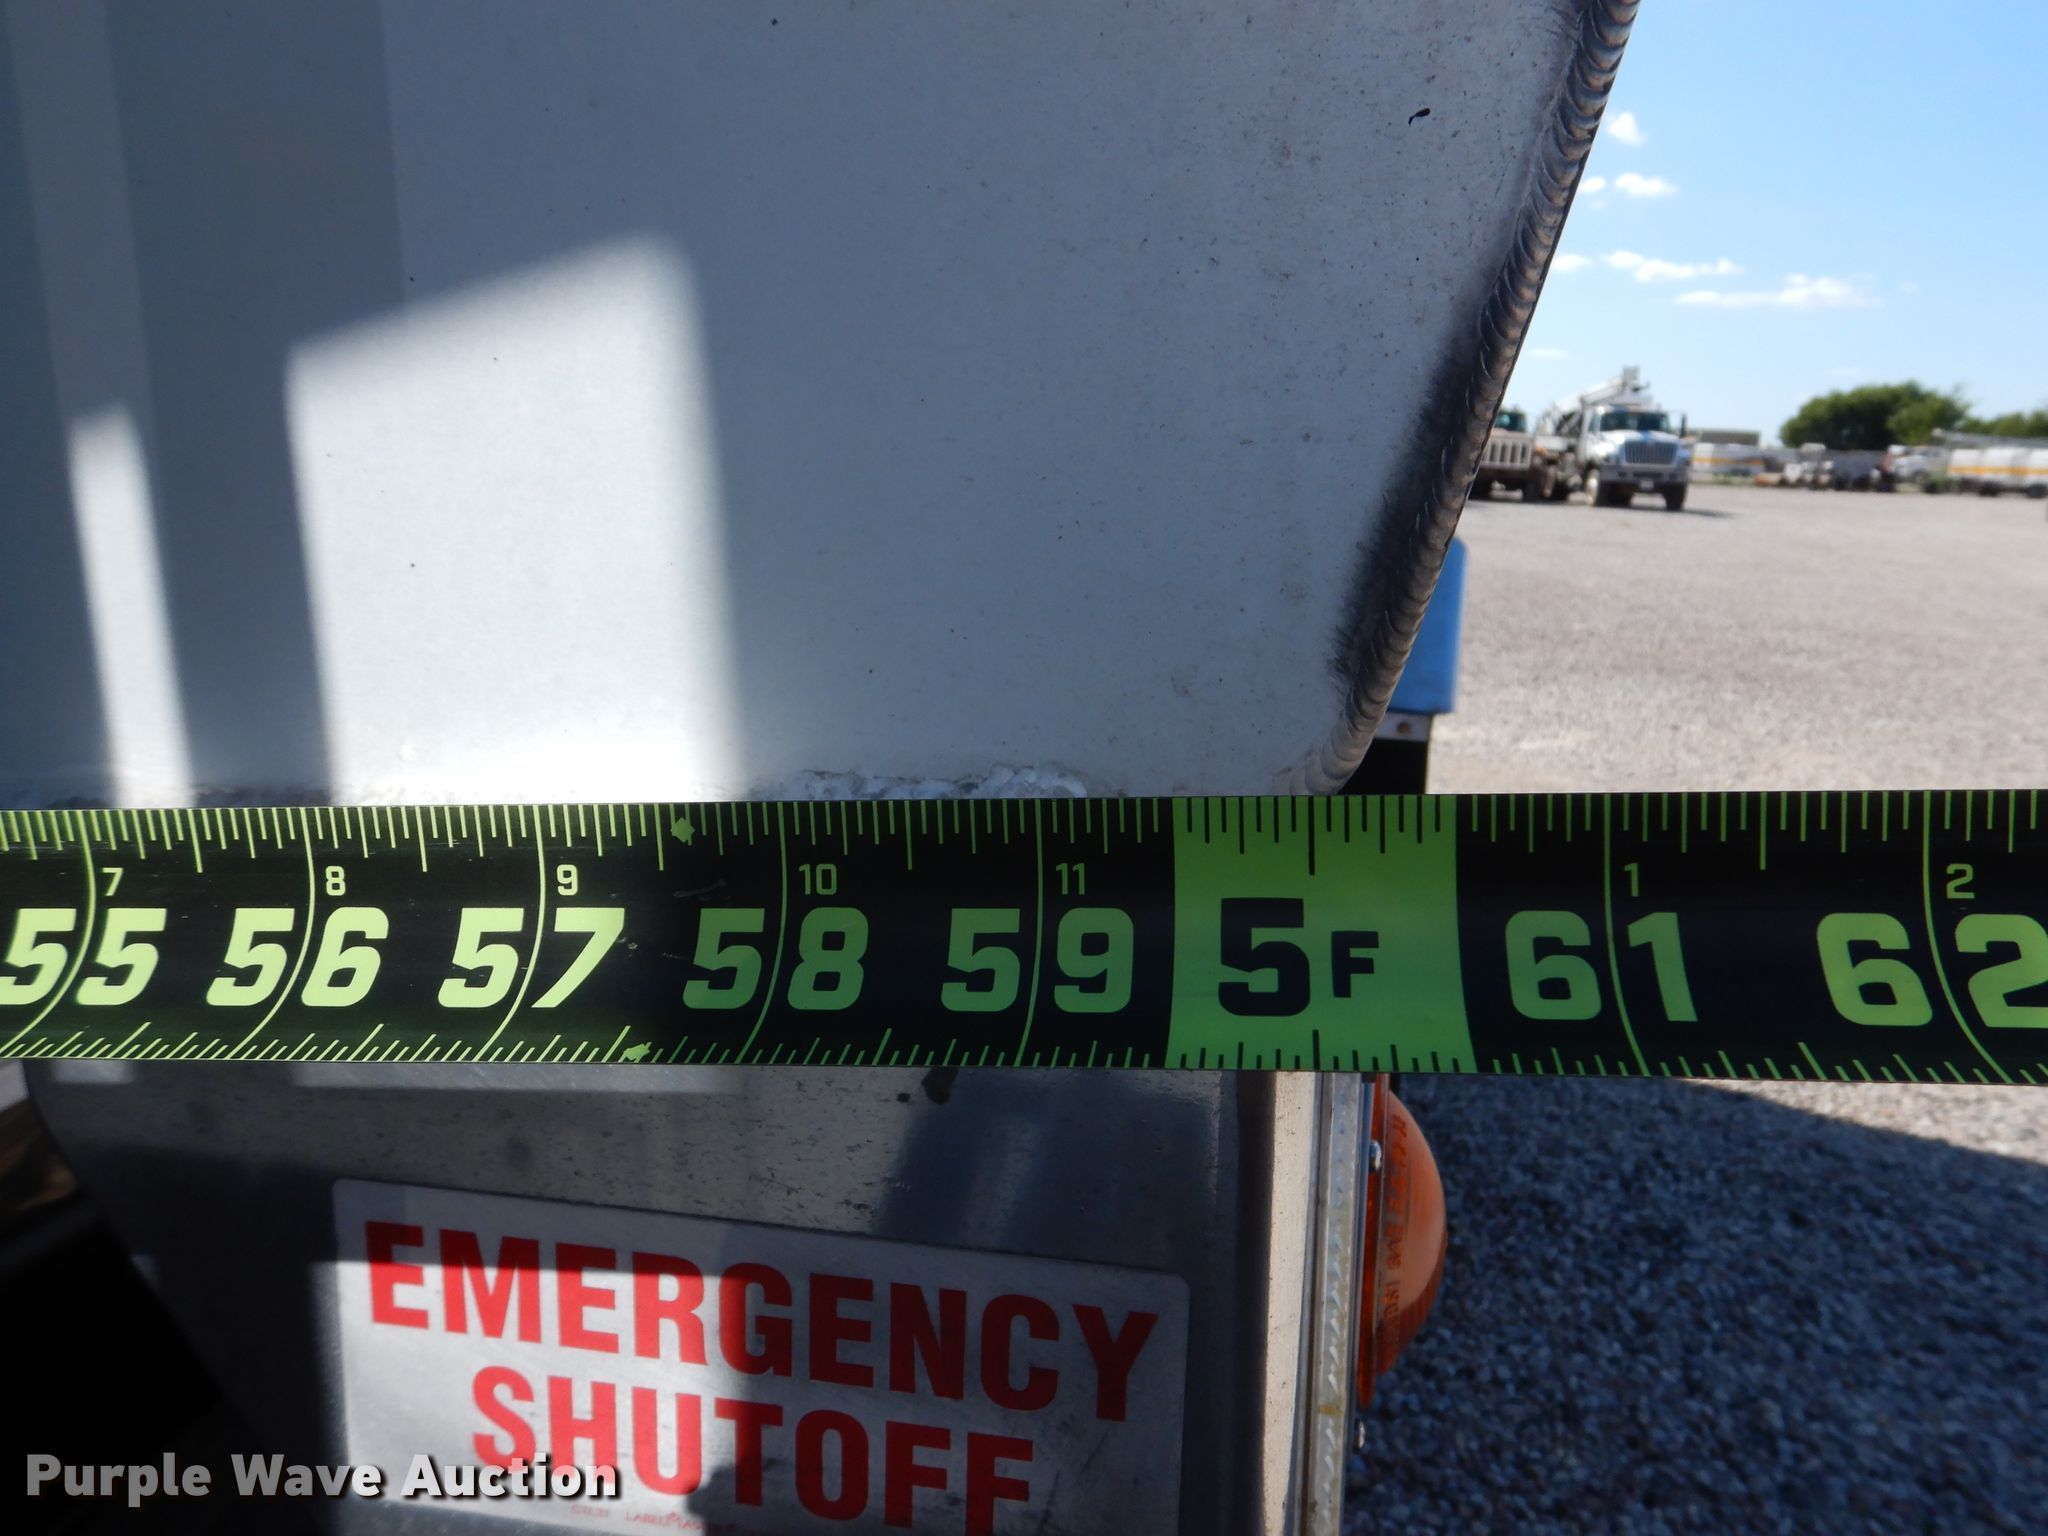 7 8 9 10 11 1 2
55 56 57 58 59 5F 61 62
EMERGENCY
SHUTOFF
Purple Wave Auction